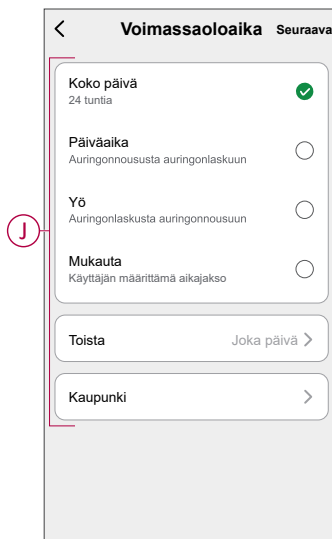 Voimassaoloaika Seuraava
Koko päivä
24 tuntia
Päiväaika
Auringonnoususta auringonlaskuun
Yö
Auringonlaskusta auringonnousuun
J
Mukauta
Käyttäjän määrittämä aikajakso
Toista Joka päivä
Kaupunki